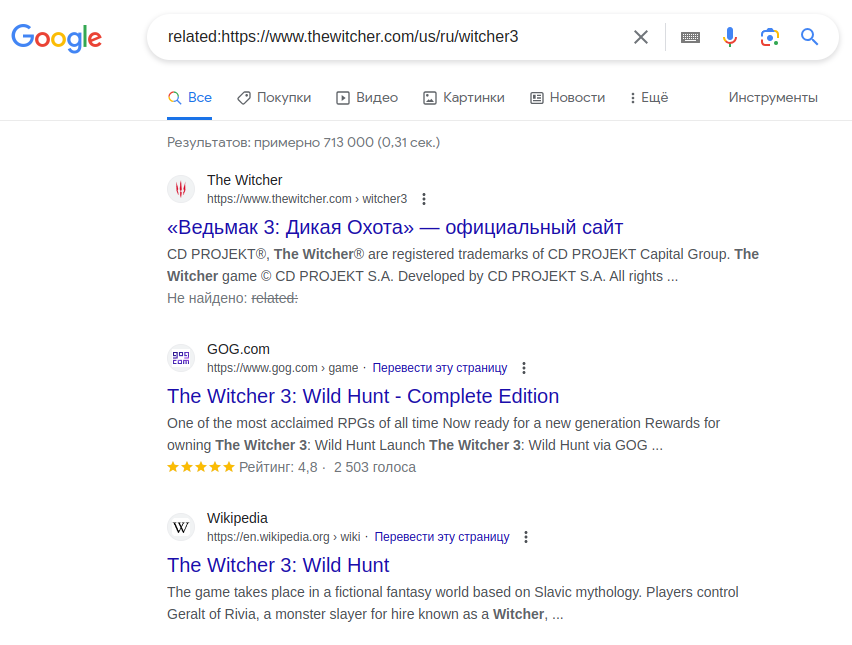 Google
related:https://www.thewitcher.com/us/ru/witcher3
Все Покупки Видео Картинки Новости Ещё Инструменты
Результатов: примерно 713 000 (0,31 сек.)
The Witcher
https://www.thewitcher.com › witcher3
«Ведьмак 3: Дикая Охота» — официальный сайт
CD PROJEKT®, The Witcher® are registered trademarks of CD PROJEKT Capital Group. The
Witcher game © CD PROJEKT S.A. Developed by CD PROJEKT S.A. All rights ...
Не найдено: related:
GOG.com
GOG.com
https://www.gog.com › game · Перевести эту страницу
The Witcher 3: Wild Hunt - Complete Edition
One of the most acclaimed RPGs of all time Now ready for a new generation Rewards for
owning The Witcher 3: Wild Hunt Launch The Witcher 3: Wild Hunt via GOG ...
Рейтинг: 4,8 · 2 503 голоса
W
Wikipedia
https://en.wikipedia.org › wiki · Перевести эту страницу
The Witcher 3: Wild Hunt
The game takes place in a fictional fantasy world based on Slavic mythology. Players control
Geralt of Rivia, a monster slayer for hire known as a Witcher, ...